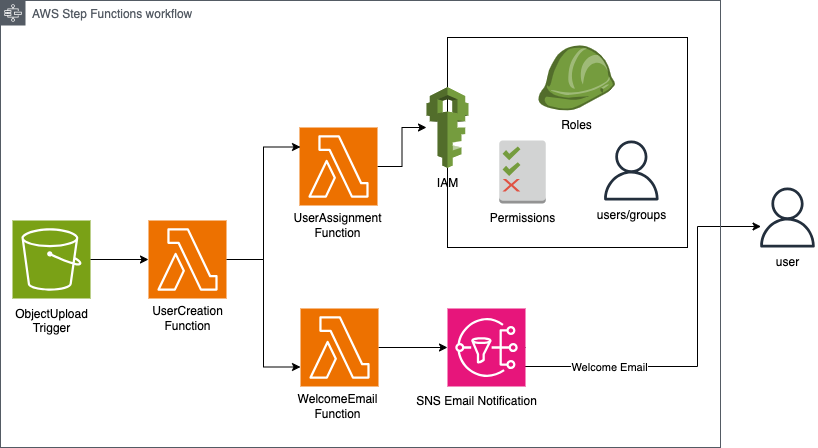 AWS Step Functions workflow
Roles
IAM
Permissions
users/groups
UserAssignment
Function
user
ObjectUpload
Trigger
UserCreation
Function
Welcome Email
WelcomeEmail
Function
SNS Email Notification